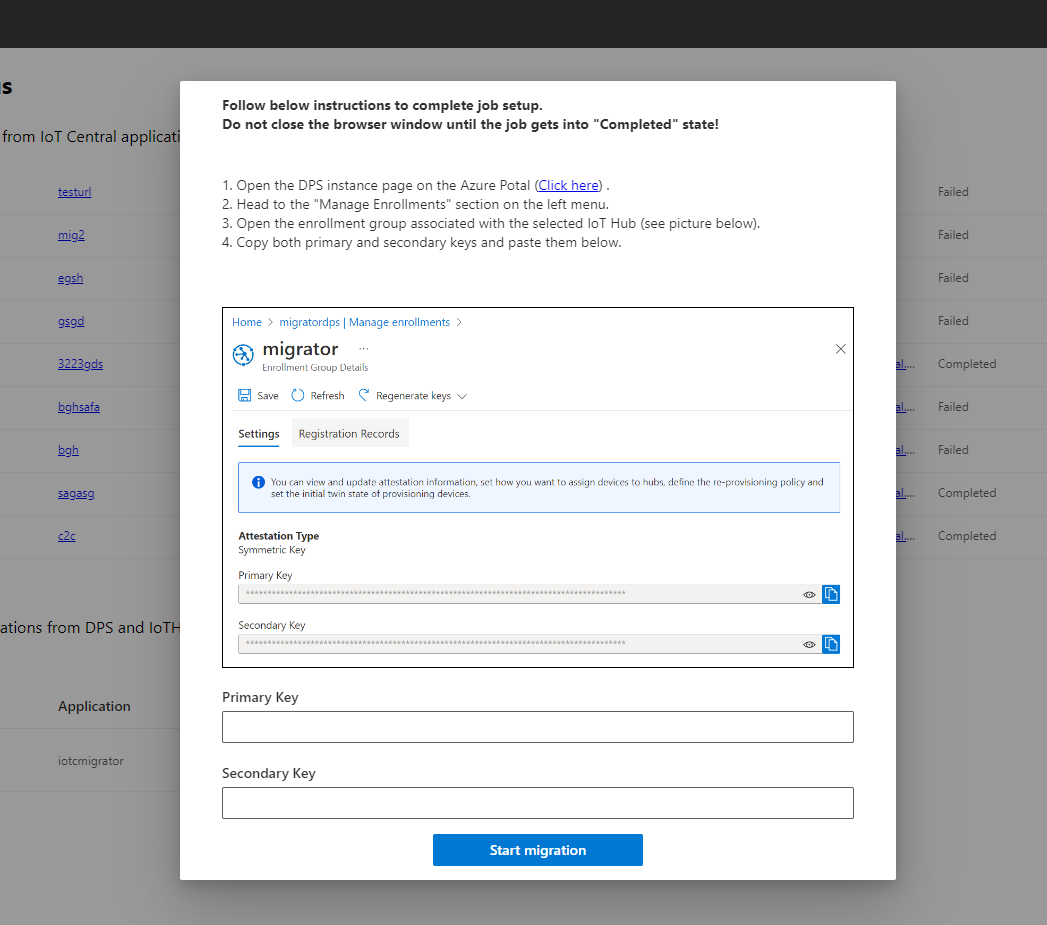 s
from IoT Central applicati
testurl
Failed
mig2
Failed
egsh
Failed
gsgd
Failed
3223gds
al....
Completed
bghsafa
al....
Failed
bgh
al....
Failed
sagasg
al....
Completed
c2c
al....
Completed
ations from DPS and IoTH
Application
iotcmigrator
Follow below instructions to complete job setup.
Do not close the browser window until the job gets into "Completed" state!
1. Open the DPS instance page on the Azure Potal (Click here) .
2. Head to the "Manage Enrollments" section on the left menu.
3. Open the enrollment group associated with the selected IoT Hub (see picture below).
4. Copy both primary and secondary keys and paste them below.
Home > migratordps | Manage enrollments >
migrator ...
Enrollment Group Details
Save Refresh Regenerate keys
Settings Registration Records
You can view and update attestation information, set how you want to assign devices to hubs, define the re-provisioning policy and
set the initial twin state of provisioning devices.
Attestation Type
Symmetric Key
Primary Key
Secondary Key
Primary Key
Secondary Key
Start migration